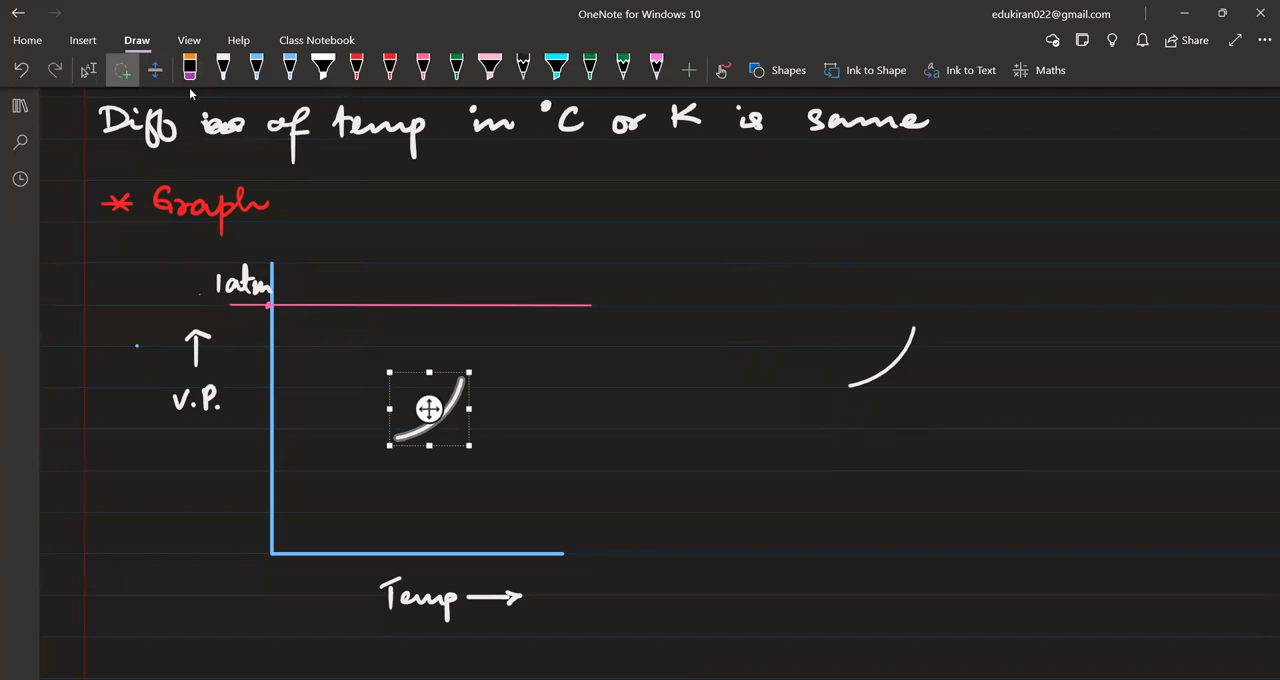 OneNote for Windows 10
edukiran022@gmail.com
Home Insert Draw View Help Class Notebook
Share
Shapes Ink to Shape Ink to Text Maths
Diff of temp in °C or K is same
* Graph
1atm
V.P.
Temp